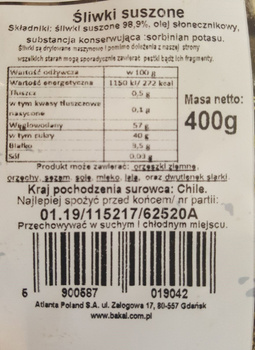 Śliwki suszone
Składniki: śliwki suszone 98,9%, olej słonecznikowy,
substancja konserwująca :sorbinian potasu.
Śliwki są drylowane maszynowo i pomimo dołożenia z naszej strony
wszelkich starań mogą sporadycznie zawierać pestki bądź ich fragmenty.
Wartość odżywcza w 100 g
Wartość energetyczna 1150 kJ/ 272 kcal
Tłuszcz 0,5 g
w tym kwasy tłuszczowe
nasycone 0,1 g
Węglowodany 57 g
w tym cukry 40 g
Białko 3,5 g
Sól 0,03 g
Masa netto:
400g
Produkt może zawierać: orzeszki ziemne,
orzechy, sezam, soję, mleko, jaja, oraz dwutlenek siarki.
Kraj pochodzenia surowca: Chile.
Najlepiej spożyć przed końcem/ nr partii:
01.19/115217/62520A
Przechowywać w suchym i chłodnym miejscu.
5 900587 019042
Atlanta Poland S.A. ul. Załogowa 17, 80-557 Gdańsk
www.bakal.com.pl